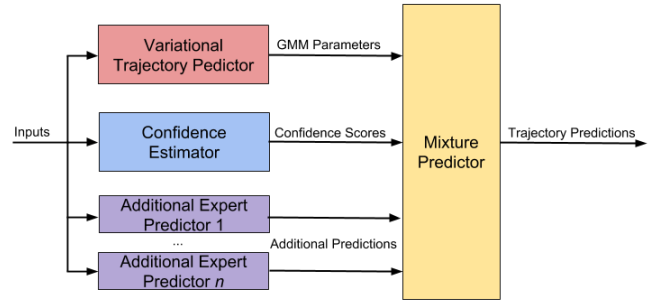 Inputs
Variational
Trajectory Pedictor
GMM Parameters
Confidence
Estimator
Confidence Scores
Additional Expert
Predictor 1
...
Additional Predictions
Additional Expert
Predictor n
Mixture
Predictor
Trajectory Predictions